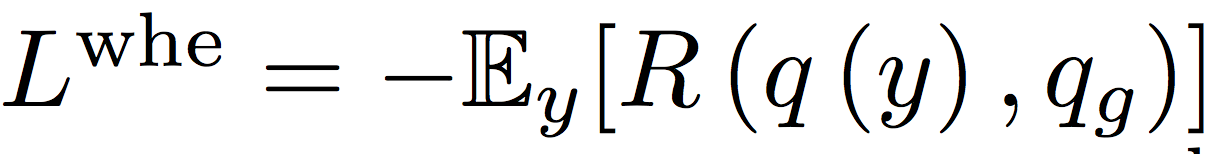 L^whe = −𝔼_y[R(q(y), q_g)]